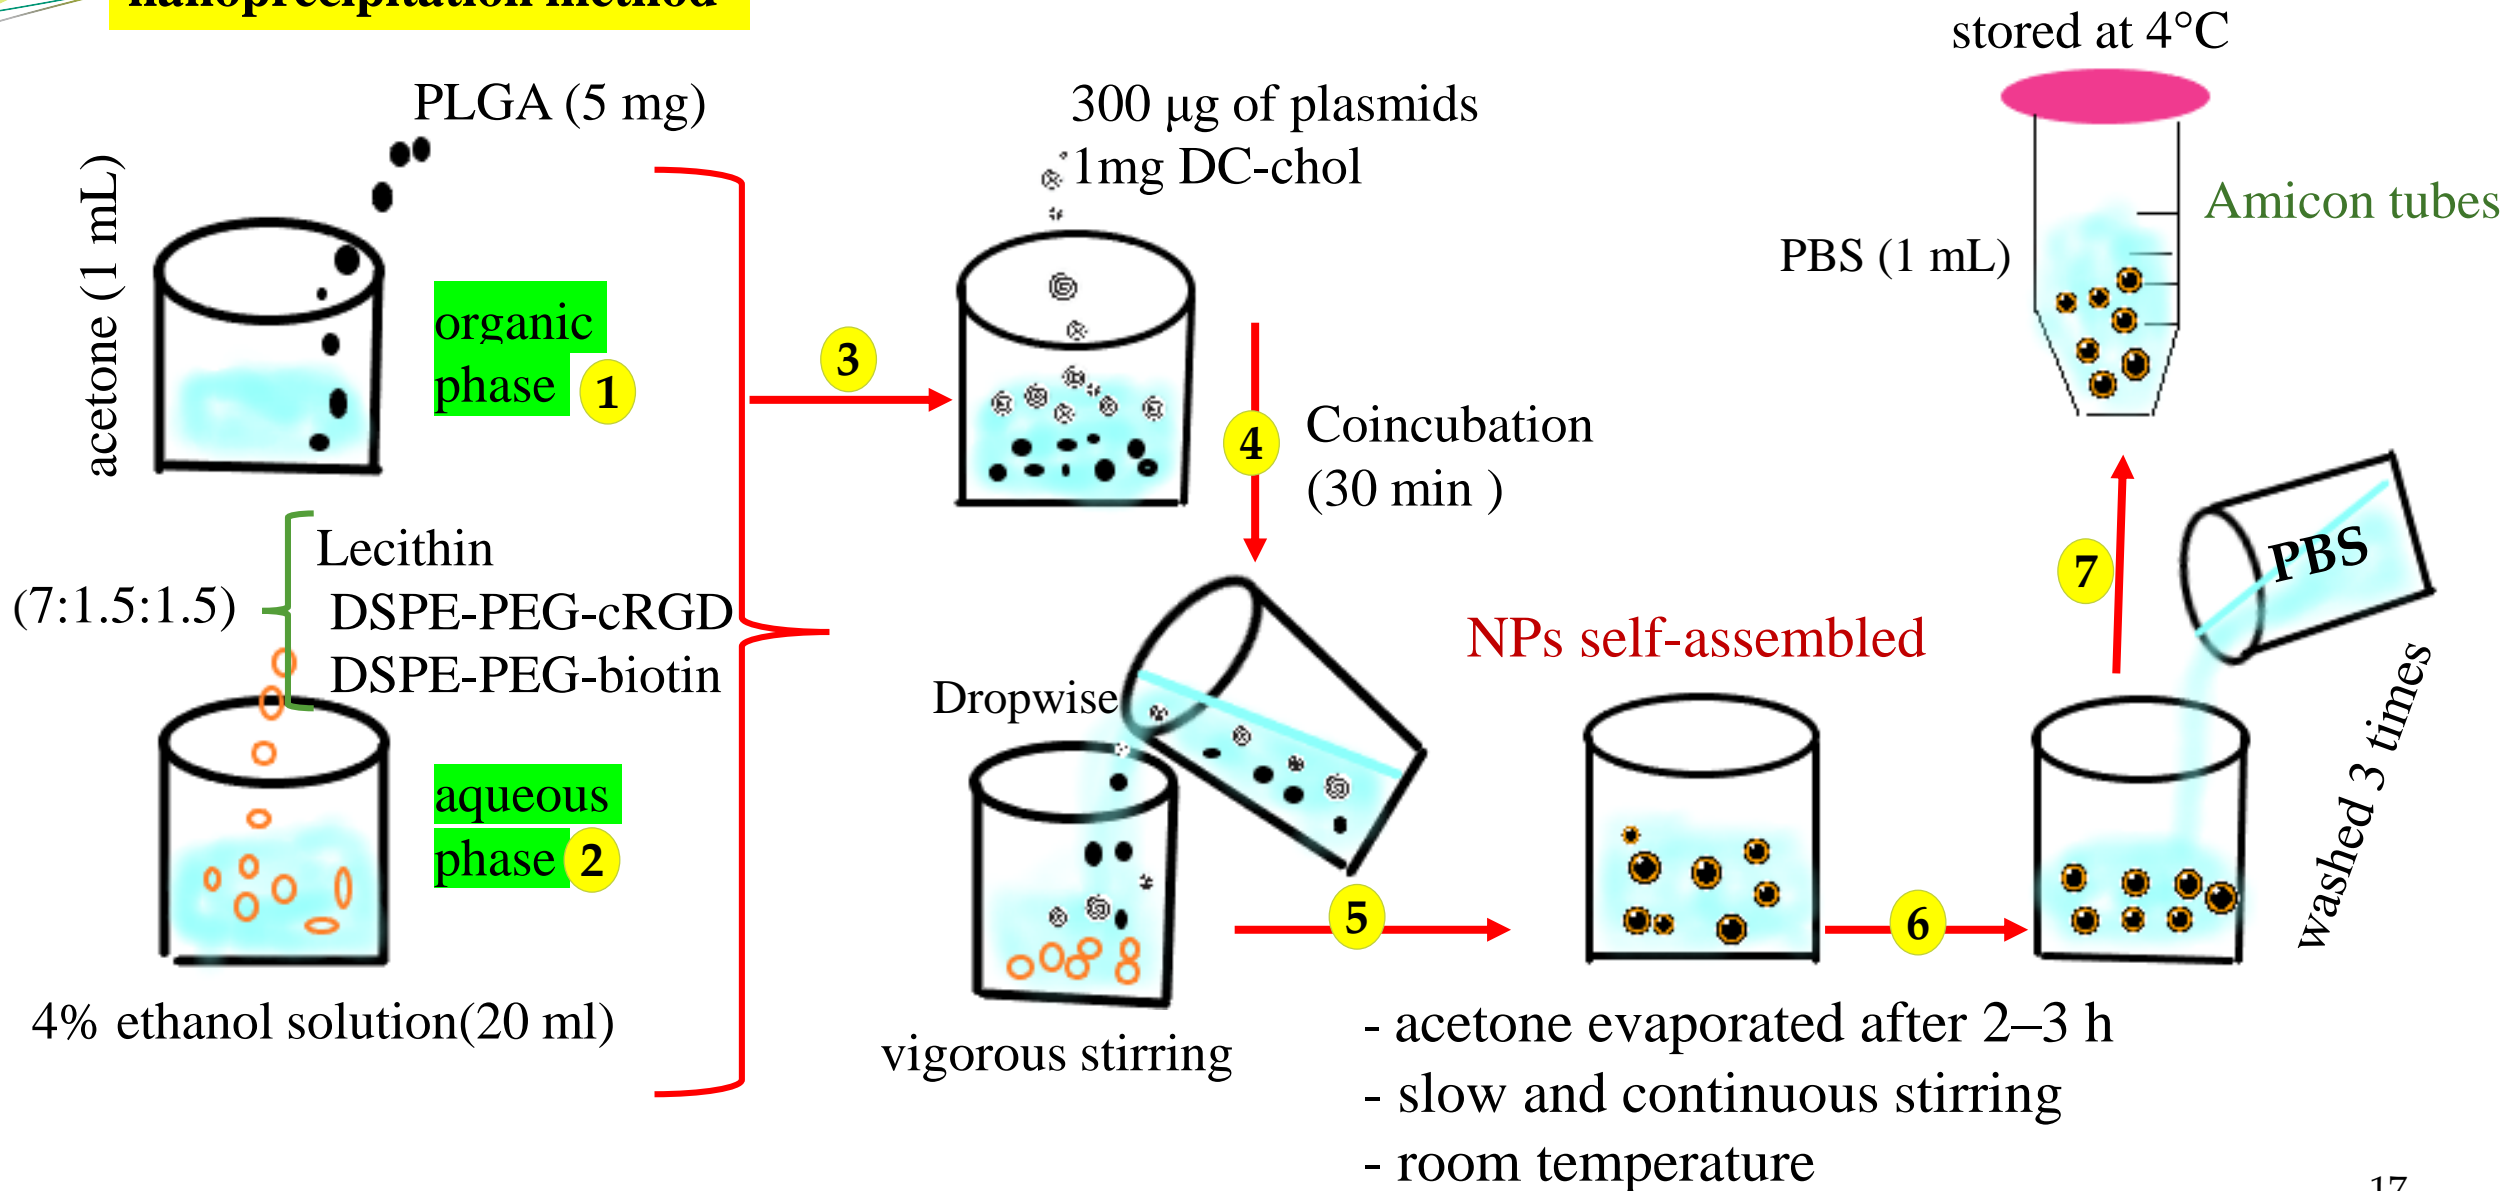 nanoprecipitation method
PLGA (5 mg)
acetone (1 mL)
organic
phase
1
(7:1.5:1.5)
Lecithin
DSPE-PEG-cRGD
DSPE-PEG-biotin
aqueous
phase
2
4% ethanol solution(20 ml)
3
300 µg of plasmids
1mg DC-chol
4
Coincubation
(30 min )
Dropwise
vigorous stirring
5
NPs self-assembled
- acetone evaporated after 2–3 h
- slow and continuous stirring
- room temperature
6
PBS
washed 3 times
7
stored at 4°C
Amicon tubes
PBS (1 mL)
17